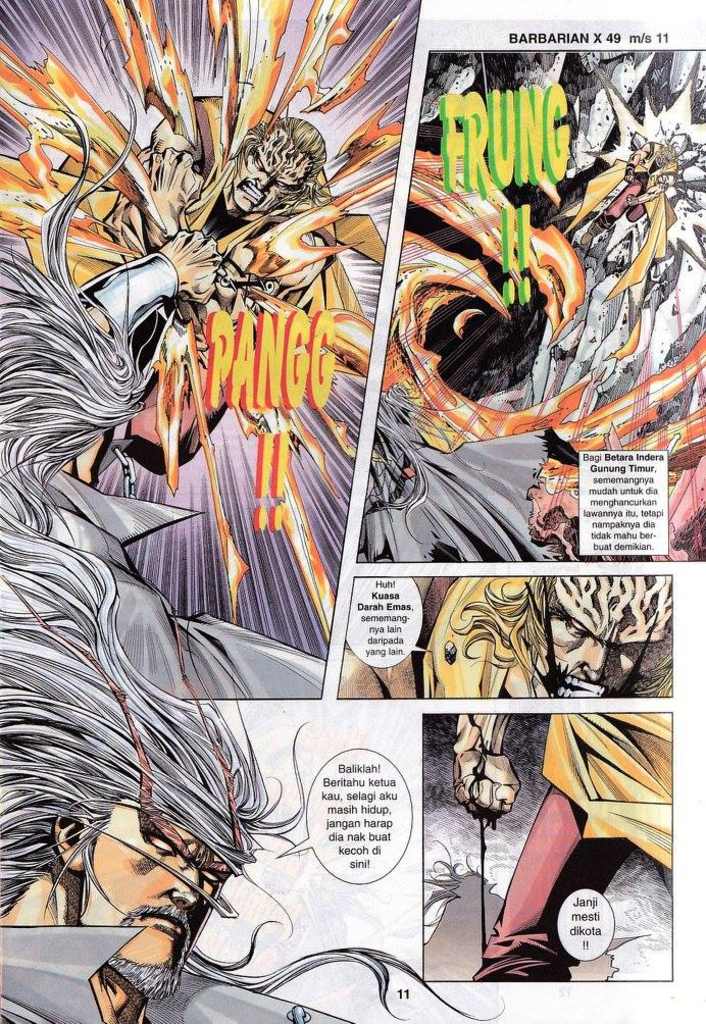 BARBARIAN X 49 m/s 11
PANGG
!!
FRUNG
!!
Bagi Betara Indera
Gunung Timur,
sememangnya
mudah untuk dia
menghancurkan
lawannya itu, tetapi
nampaknya dia
tidak mahu ber-
buat demikian.
Huh!
Kuasa
Darah Emas,
sememang-
nya lain
daripada
yang lain.
Baliklah!
Beritahu ketua
kau, selagi aku
masih hidup,
jangan harap
dia nak buat
kecoh di
sini!
Janji
mesti
dikota
!!
11